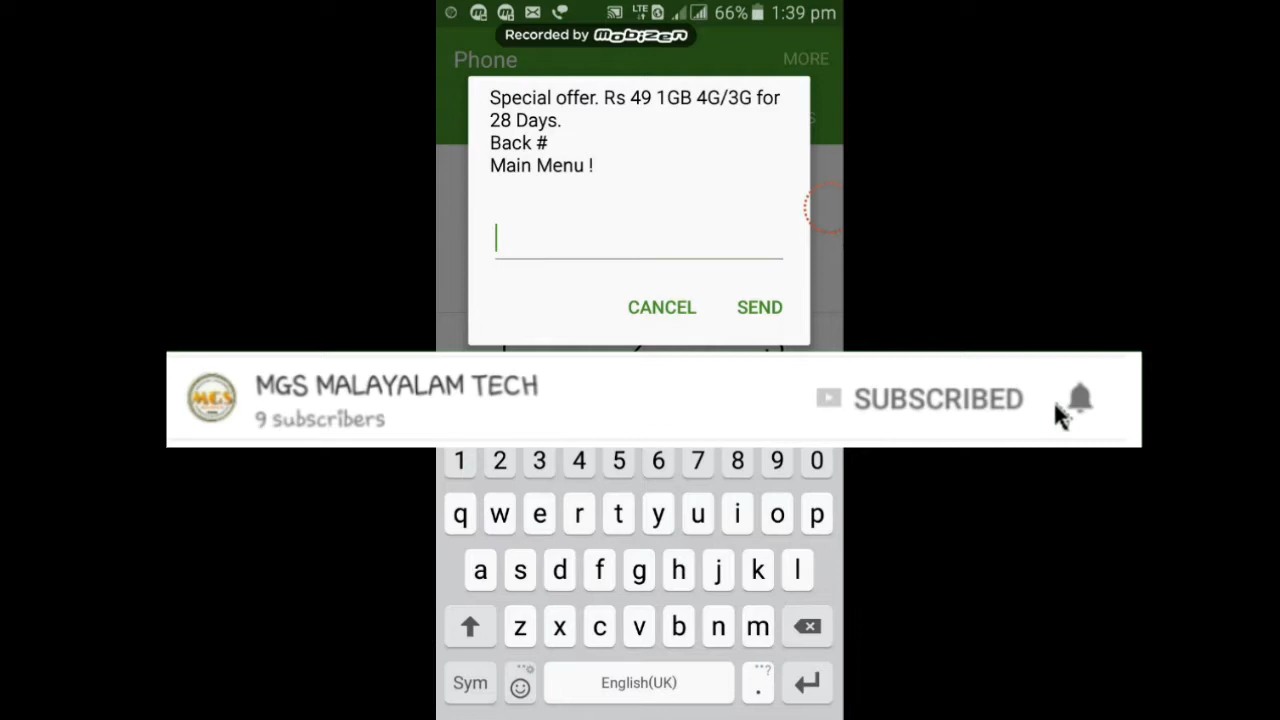 LTE 66% 1:39 pm
Recorded by mobizen
Phone MORE
Special offer. Rs 49 1GB 4G/3G for
28 Days.
Back #
Main Menu !
CANCEL SEND
MGS MALAYALAM TECH
9 subscribers
MGS
SUBSCRIBED
1 2 3 4 5 6 7 8 9 0
q w e r t y u i o p
a s d f g h j k l
z x c v b n m
Sym English(UK) . ,,?